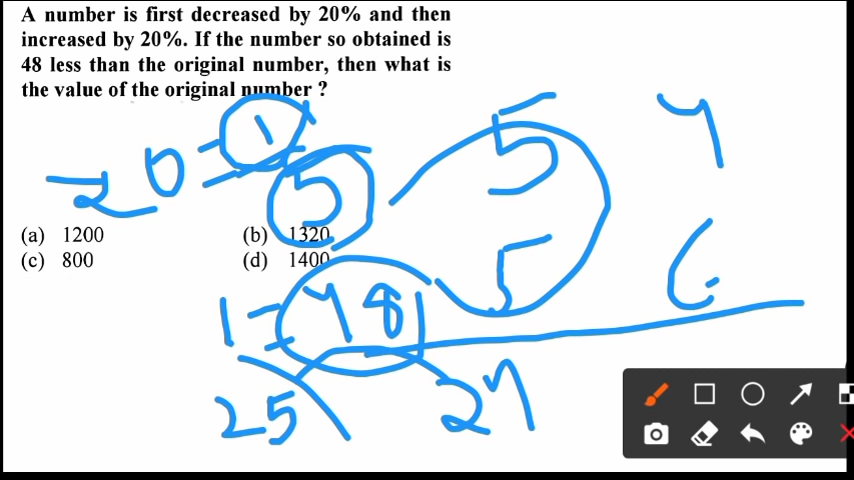 A number is first decreased by 20% and then
increased by 20%. If the number so obtained is
48 less than the original number, then what is
the value of the original number ?
20 = 1
5
5 4
5 6
(a) 1200 (b) 1320
(c) 800 (d) 1400
1 = 48
25 24